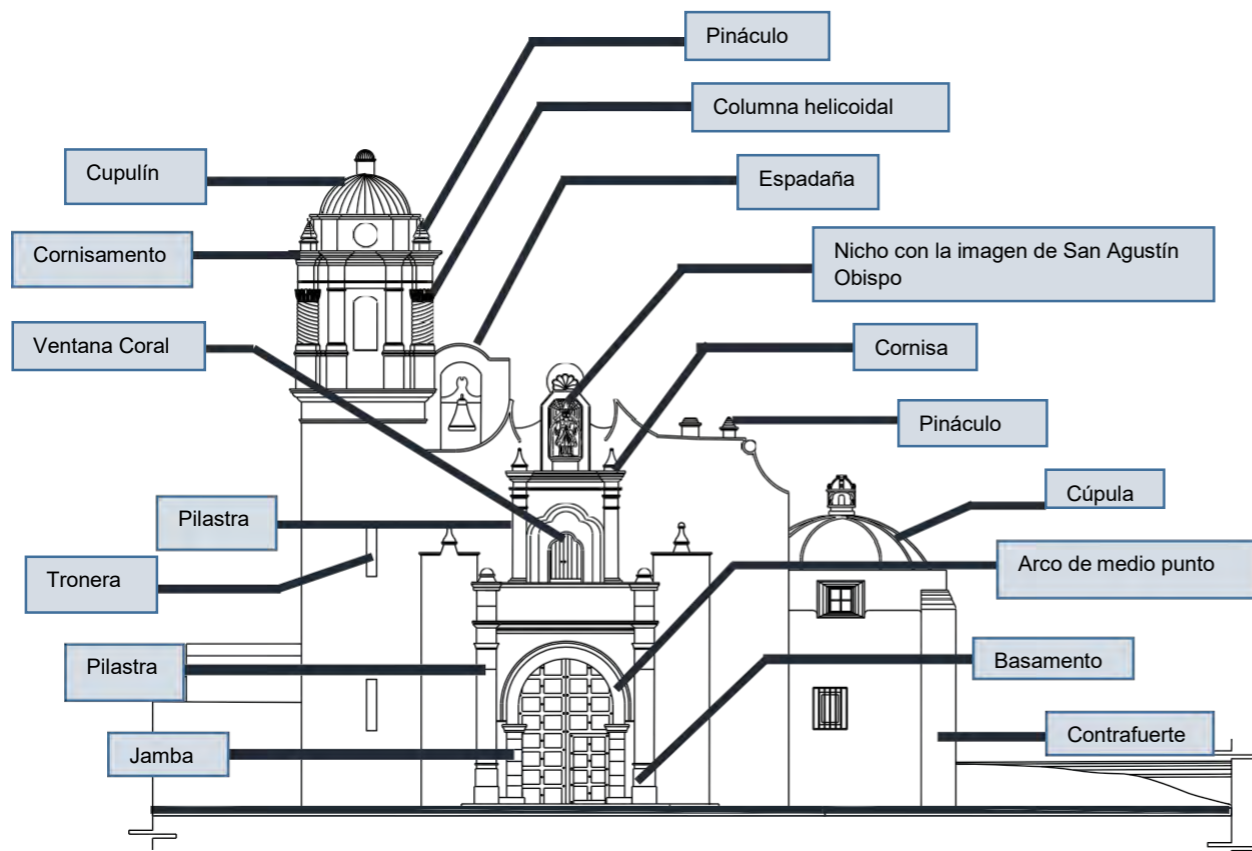 Pináculo
Columna helicoidal
Cupulín
Espadaña
Cornisamento
Nicho con la imagen de San Agustín
Obispo
Ventana Coral
Cornisa
Pináculo
Cúpula
Pilastra
Arco de medio punto
Tronera
Pilastra
Basamento
Contrafuerte
Jamba